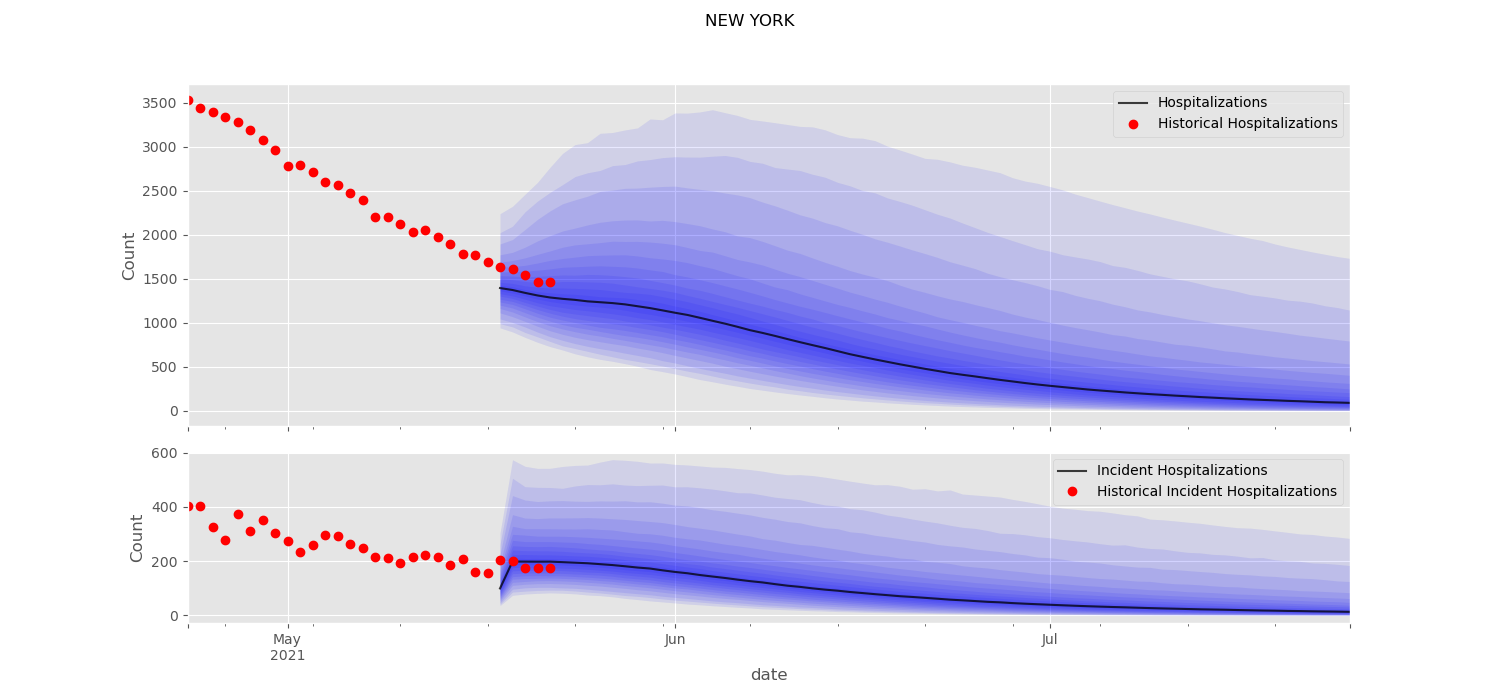 NEW YORK
3500
3000
2500
2000
1500
1000
500
0
Count
Hospitalizations
Historical Hospitalizations
600
400
200
0
Count
Incident Hospitalizations
Historical Incident Hospitalizations
May
2021
Jun
Jul
date